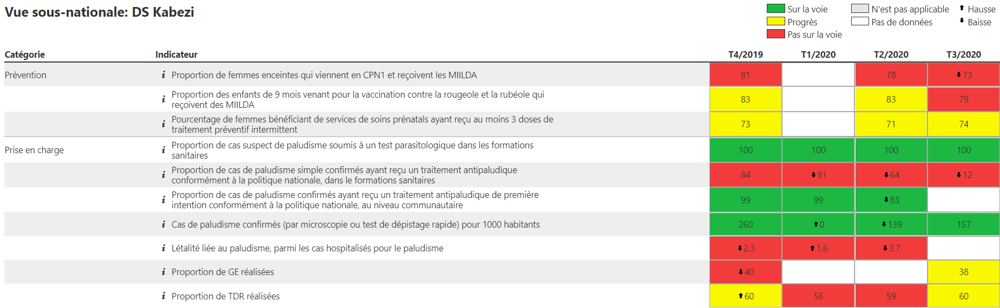 Vue sous-nationale: DS Kabezi
Sur la voie
Progrès
Pas sur la voie
N'est pas applicable
Pas de données
Hausse
Baisse
Catégorie Indicateur T4/2019 T1/2020 T2/2020 T3/2020
Prévention i Proportion de femmes enceintes qui viennent en CPN1 et reçoivent les MIILDA 81 78 73
i Proportion des enfants de 9 mois venant pour la vaccination contre la rougeole et la rubéole qui
reçoivent des MIILDA 83 83 79
i Pourcentage de femmes bénéficiant de services de soins prénatals ayant reçu au moins 3 doses de
traitement préventif intermittent 73 71 74
Prise en charge i Proportion de cas suspect de paludisme soumis à un test parasitologique dans les formations
sanitaires 100 100 100 100
i Proportion de cas de paludisme simple confirmés ayant reçu un traitement antipaludique
conformément à la politique nationale, dans le formations sanitaires 84 81 64 12
i Proportion de cas de paludisme confirmés ayant reçu un traitement antipaludique de première
intention conformément à la politique nationale, au niveau communautaire 99 99 83
i Cas de paludisme confirmés (par microscopie ou test de dépistage rapide) pour 1000 habitants 260 0 139 157
i Létalité liée au paludisme, parmi les cas hospitalisés pour le paludisme 2.3 1.6 3.7
i Proportion de GE réalisées 40 38
i Proportion de TDR réalisées 60 56 59 60